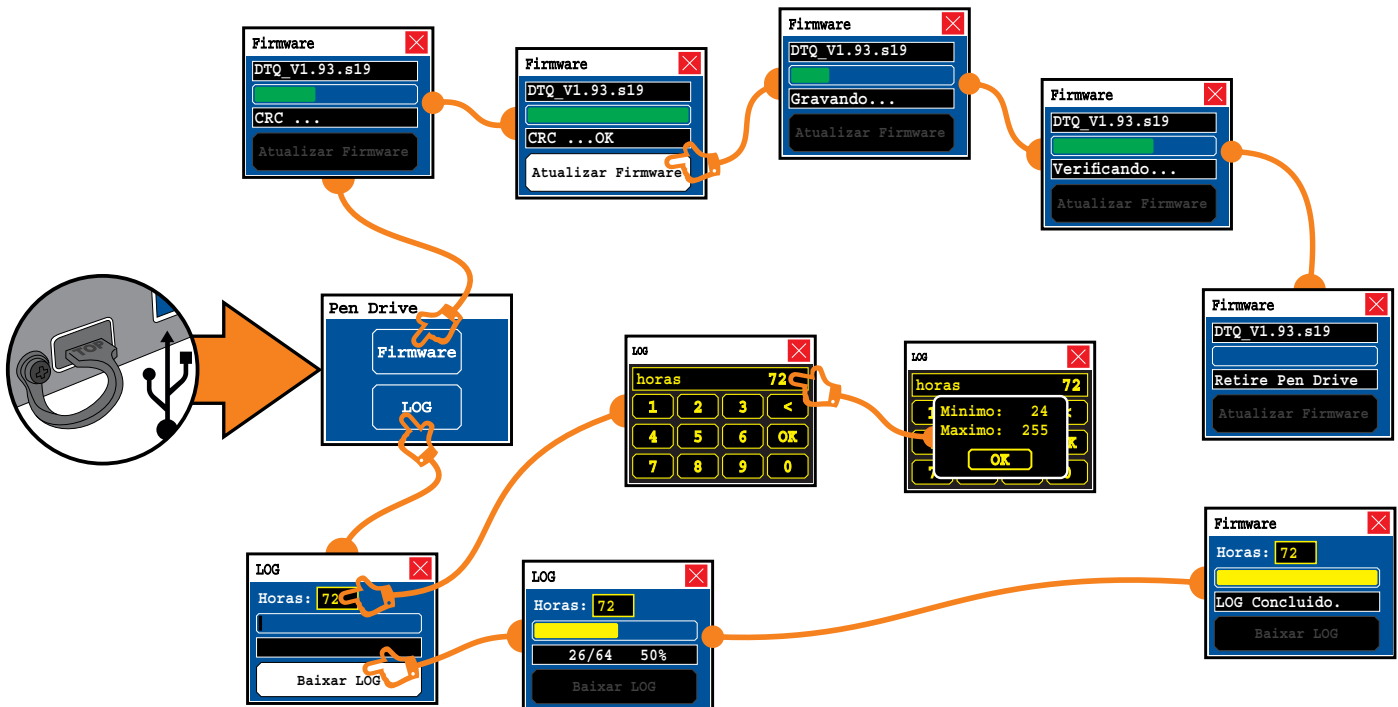 Firmware
DTQ_V1.93.s19
CRC ...
Atualizar Firmware
Firmware
DTQ_V1.93.s19
CRC ...OK
Atualizar Firmware
Firmware
DTQ_V1.93.s19
Gravando...
Atualizar Firmware
Firmware
DTQ_V1.93.s19
Verificando...
Atualizar Firmware
Firmware
DTQ_V1.93.s19
Retire Pen Drive
Atualizar Firmware
TOP
Pen Drive
Firmware
LOG
LOG
horas 72
1 2 3 <
4 5 6 OK
7 8 9 0
LOG
horas 72
Minimo: 24
Maximo: 255
OK
LOG
Horas: 72
Baixar LOG
LOG
Horas: 72
26/64 50%
Baixar LOG
Firmware
Horas: 72
LOG Concluido.
Baixar LOG